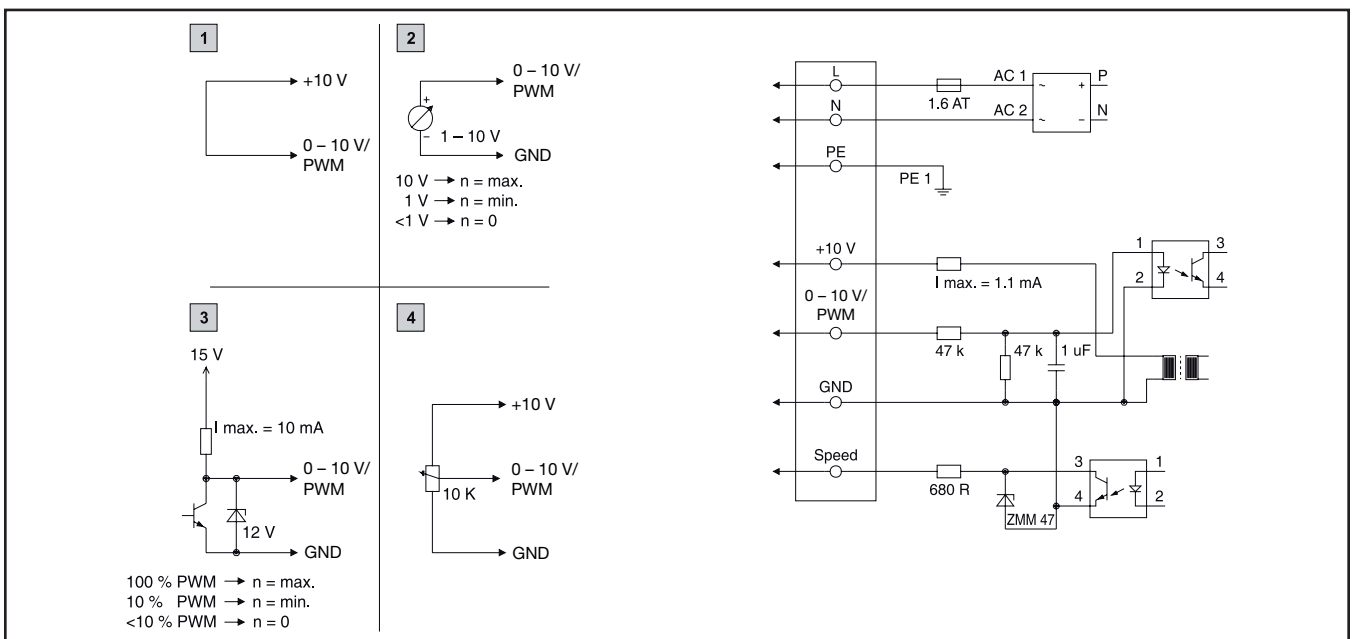 1
+10 V
0 – 10 V/
PWM
2
0 – 10 V/
PWM
+
–
1 – 10 V
GND
10 V → n = max.
1 V → n = min.
<1 V → n = 0
3
15 V
I max. = 10 mA
0 – 10 V/
PWM
12 V
GND
100 % PWM → n = max.
10 % PWM → n = min.
<10 % PWM → n = 0
4
+10 V
0 – 10 V/
PWM
10 K
GND
L
1.6 AT
AC 1
~
+
P
N
AC 2
~
–
N
PE
PE 1
+10 V
I max. = 1.1 mA
1
3
2
4
0 – 10 V/
PWM
47 k
47 k
1 uF
GND
Speed
680 R
ZMM 47
3
1
4
2